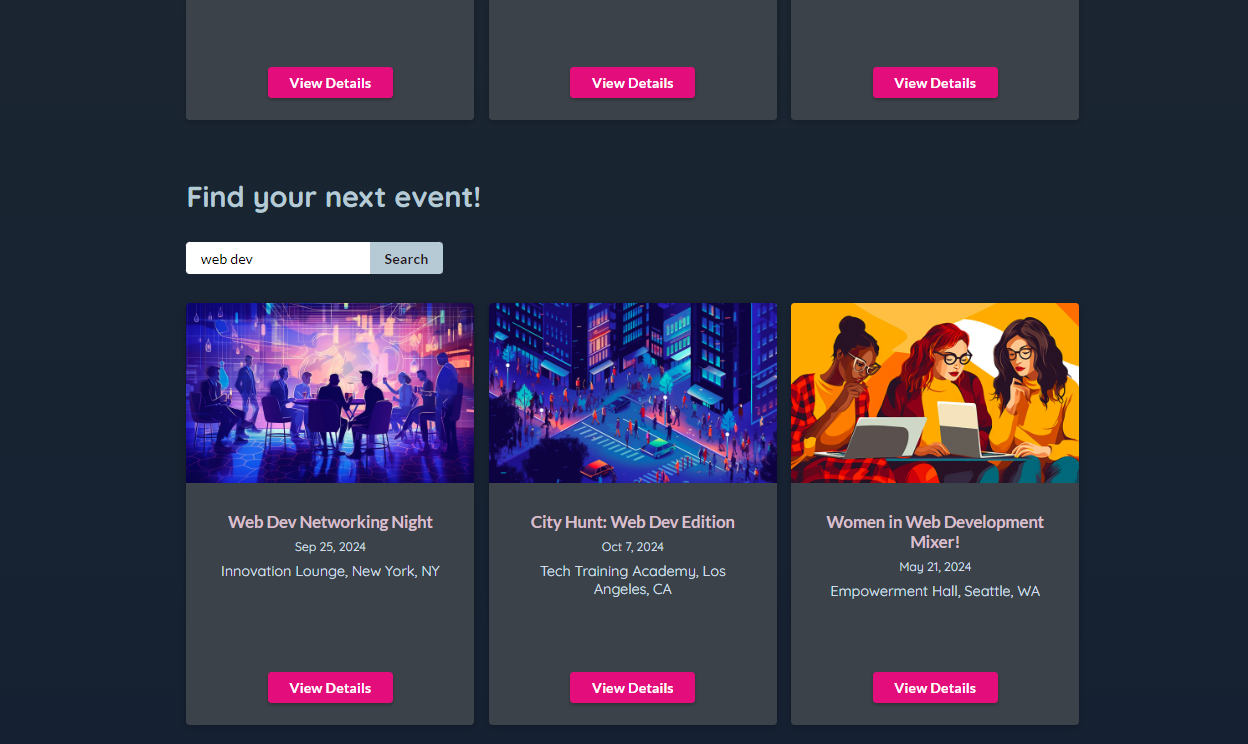 View Details
View Details
View Details
Find your next event!
web dev
Search
Web Dev Networking Night
Sep 25, 2024
Innovation Lounge, New York, NY
View Details
City Hunt: Web Dev Edition
Oct 7, 2024
Tech Training Academy, Los
Angeles, CA
View Details
Women in Web Development
Mixer!
May 21, 2024
Empowerment Hall, Seattle, WA
View Details